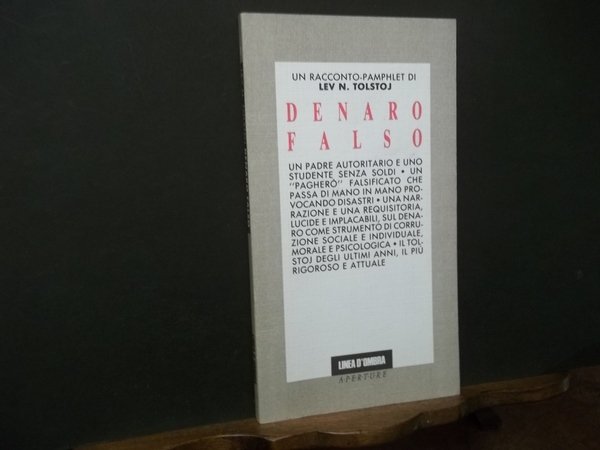 UN RACCONTO-PAMPHLET DI
LEV N. TOLSTOJ
DENARO
FALSO
UN PADRE AUTORITARIO E UNO
STUDENTE SENZA SOLDI • UN
"PAGHERÒ" FALSIFICATO CHE
PASSA DI MANO IN MANO PRO-
VOCANDO DISASTRI • UNA NAR-
RAZIONE E UNA REQUISITORIA,
LUCIDE E IMPLACABILI, SUL DENA-
RO COME STRUMENTO DI CORRU-
ZIONE SOCIALE E INDIVIDUALE,
MORALE E PSICOLOGICA • IL TOL-
STOJ DEGLI ULTIMI ANNI, IL PIÙ
RIGOROSO E ATTUALE
LINEA D'OMBRA
APERTURE